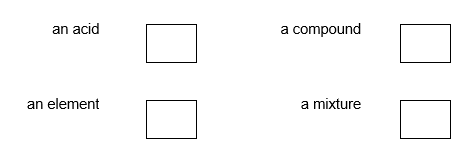 an acid a compound
an element a mixture